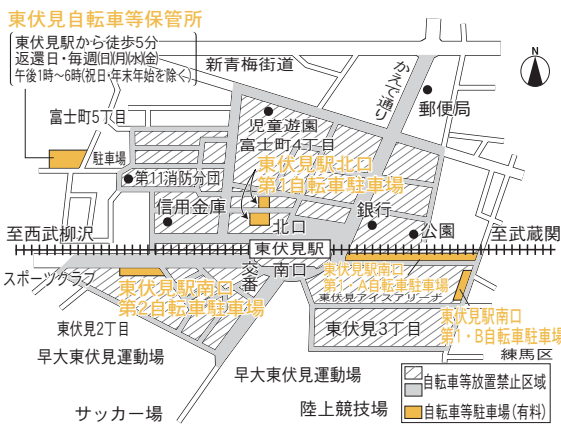 東伏見自転車等保管所
東伏見駅から徒歩5分
返還日・毎週(日)(月)(水)(金)
午後1時～6時(祝日・年末年始を除く)
新青梅街道
かえで通り
N
郵便局
富士町5丁目
児童遊園
富士町4丁目
駐車場
第11消防分団
東伏見駅北口
第1自転車駐車場
信用金庫
銀行
公園
北口
至西武柳沢
東伏見駅
至武蔵関
スポーツクラブ
交番
南口
東伏見駅南口
第1・A自転車駐車場
東伏見駅南口
第2自転車駐車場
東伏見アイスアリーナ
東伏見駅南口
第1・B自転車駐車場
東伏見2丁目
東伏見3丁目
練馬区
早大東伏見運動場
早大東伏見運動場
サッカー場
陸上競技場
自転車等放置禁止区域
自転車等駐車場(有料)